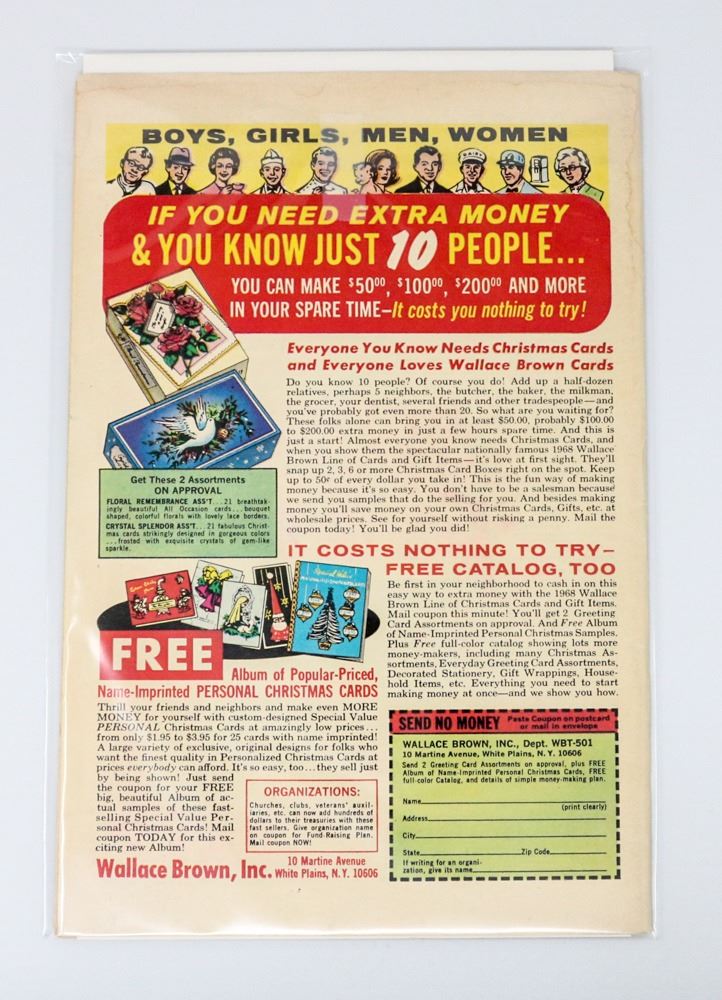 BOYS, GIRLS, MEN, WOMEN
IF YOU NEED EXTRA MONEY
& YOU KNOW JUST 10 PEOPLE...
YOU CAN MAKE $50⁰⁰, $100⁰⁰, $200⁰⁰ AND MORE
IN YOUR SPARE TIME—It costs you nothing to try!
Everyone You Know Needs Christmas Cards
and Everyone Loves Wallace Brown Cards
Do you know 10 people? Of course you do! Add up a half-dozen
relatives, perhaps 5 neighbors, the butcher, the baker, the milkman,
the grocer, your dentist, several friends and other tradespeople—and
you've probably got even more than 20. So what are you waiting for?
These folks alone can bring you in at least $50.00, probably $100.00
to $200.00 extra money in just a few hours spare time. And this is
just a start! Almost everyone you know needs Christmas Cards, and
when you show them the spectacular nationally famous 1968 Wallace
Brown Line of Cards and Gift Items—it's love at first sight. They'll
snap up 2, 3, 6 or more Christmas Card Boxes right on the spot. Keep
up to 50¢ of every dollar you take in! This is the fun way of making
money because it's so easy. You don't have to be a salesman because
we send you samples that do the selling for you. And besides making
money you'll save money on your own Christmas Cards, Gifts, etc. at
wholesale prices. See for yourself without risking a penny. Mail the
coupon today! You'll be glad you did!
Get These 2 Assortments
ON APPROVAL
FLORAL REMEMBRANCE ASS'T...21 breathtak-
ingly beautiful All Occasion cards...bouquet
shaped, colorful florals with lovely lace borders.
CRYSTAL SPLENDOR ASS'T...21 fabulous Christ-
mas cards strikingly designed in gorgeous colors
...frosted with exquisite crystals of gem-like
sparkle.
IT COSTS NOTHING TO TRY—
FREE CATALOG, TOO
Be first in your neighborhood to cash in on this
easy way to extra money with the 1968 Wallace
Brown Line of Christmas Cards and Gift Items.
Mail coupon this minute! You'll get 2 Greeting
Card Assortments on approval. And Free Album
of Name-Imprinted Personal Christmas Samples.
Plus Free full-color catalog showing lots more
money-makers, including many Christmas As-
sortments, Everyday Greeting Card Assortments,
Decorated Stationery, Gift Wrappings, House-
hold Items, etc. Everything you need to start
making money at once—and we show you how.
FREE
Album of Popular-Priced,
Name-Imprinted PERSONAL CHRISTMAS CARDS
Thrill your friends and neighbors and make even MORE
MONEY for yourself with custom-designed Special Value
PERSONAL Christmas Cards at amazingly low prices...
from only $1.95 to $3.95 for 25 cards with name imprinted!
A large variety of exclusive, original designs for folks who
want the finest quality in Personalized Christmas Cards at
prices everybody can afford. It's so easy, too...they sell just
by being shown! Just send
the coupon for your FREE
big, beautiful Album of ac-
tual samples of these fast-
selling Special Value Per-
sonal Christmas Cards! Mail
coupon TODAY for this ex-
citing new Album!
ORGANIZATIONS:
Churches, clubs, veterans' auxil-
iaries, etc. can now add hundreds of
dollars to their treasuries with these
fast sellers. Give organization name
on coupon for Fund-Raising Plan.
Mail coupon NOW!
Wallace Brown, Inc.
10 Martine Avenue
White Plains, N.Y. 10606
SEND NO MONEY
Paste Coupon on postcard
or mail in envelope
WALLACE BROWN, INC., Dept. WBT-501
10 Martine Avenue, White Plains, N. Y. 10606
Send 2 Greeting Card Assortments on approval, plus FREE
Album of Name-Imprinted Personal Christmas Cards, FREE
full-color Catalog, and details of simple money-making plan.
Name
(print clearly)
Address
City
State Zip Code
If writing for an organi-
zation, give its name